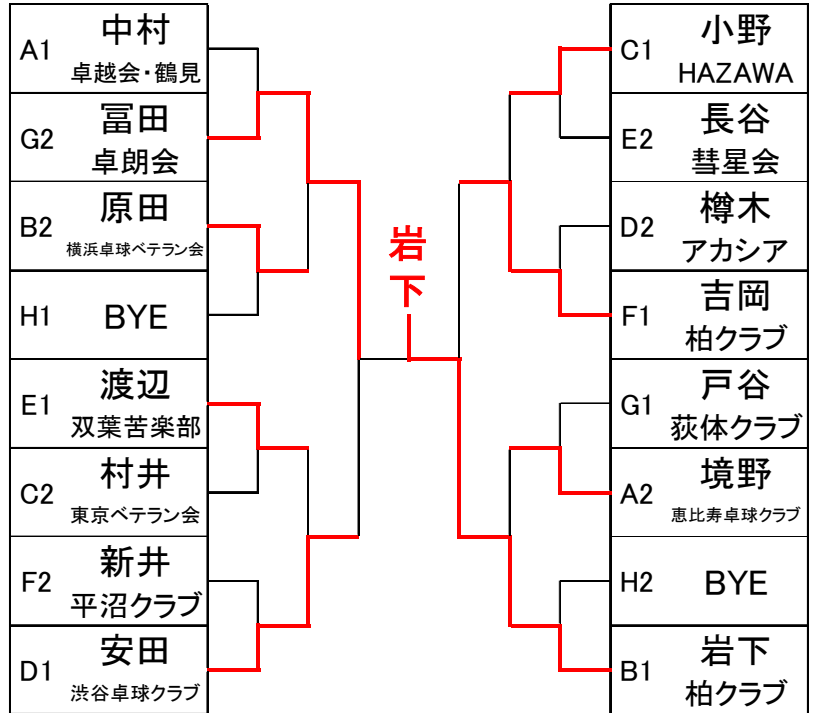 A1
中村
卓越会・鶴見
G2
冨田
卓朗会
B2
原田
横浜卓球ベテラン会
H1
BYE
E1
渡辺
双葉苦楽部
C2
村井
東京ベテラン会
F2
新井
平沼クラブ
D1
安田
渋谷卓球クラブ
岩下
C1
小野
HAZAWA
E2
長谷
彗星会
D2
樽木
アカシア
F1
吉岡
柏クラブ
G1
戸谷
荻体クラブ
A2
境野
恵比寿卓球クラブ
H2
BYE
B1
岩下
柏クラブ